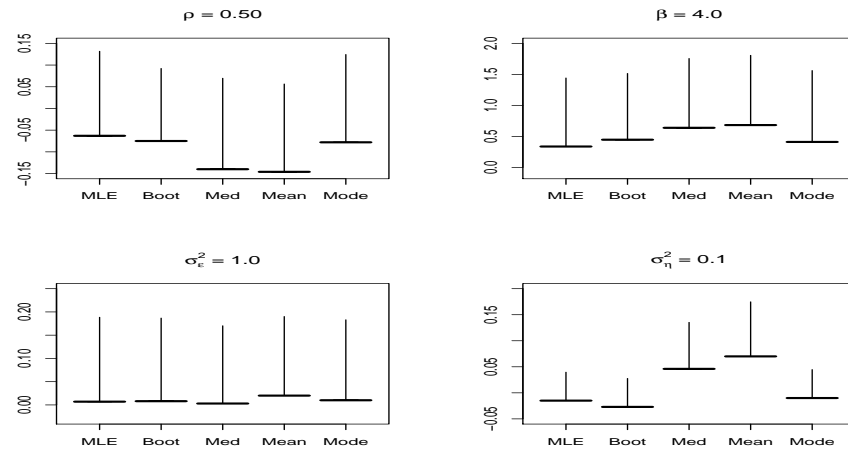 ρ = 0.50
0.15
0.05
−0.05
−0.15
MLE Boot Med Mean Mode
β = 4.0
2.0
1.5
1.0
0.5
0.0
MLE Boot Med Mean Mode
σ²_ε = 1.0
0.20
0.10
0.00
MLE Boot Med Mean Mode
σ²_η = 0.1
0.15
0.05
−0.05
MLE Boot Med Mean Mode